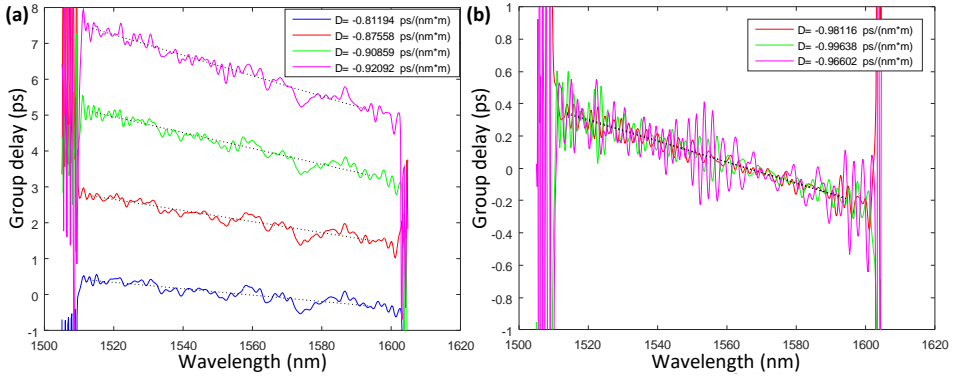 (a)
D= -0.81194 ps/(nm*m)
D= -0.87558 ps/(nm*m)
D= -0.90859 ps/(nm*m)
D= -0.92092 ps/(nm*m)
Group delay (ps)
8
7
6
5
4
3
2
1
0
-1
1500 1520 1540 1560 1580 1600 1620
Wavelength (nm)
(b)
D= -0.98116 ps/(nm*m)
D= -0.99638 ps/(nm*m)
D= -0.96602 ps/(nm*m)
Group delay (ps)
1
0.8
0.6
0.4
0.2
0
-0.2
-0.4
-0.6
-0.8
-1
1500 1520 1540 1560 1580 1600 1620
Wavelength (nm)